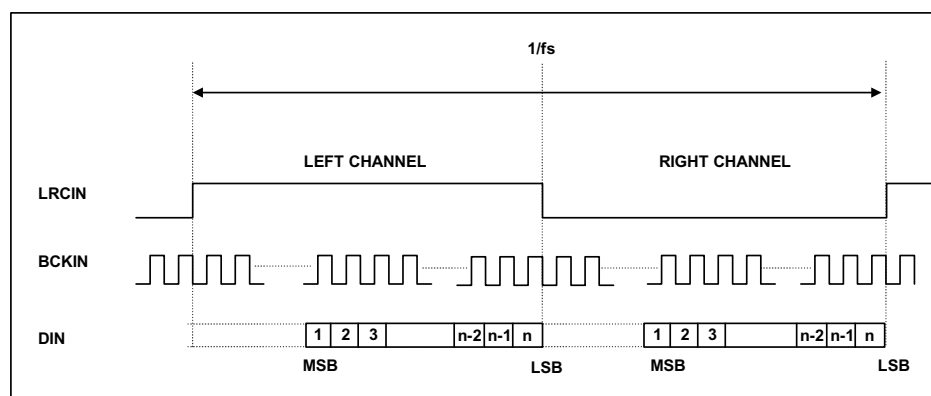 1/fs
LEFT CHANNEL RIGHT CHANNEL
LRCIN
BCKIN
DIN 1 2 3 n-2 n-1 n 1 2 3 n-2 n-1 n
MSB LSB MSB LSB